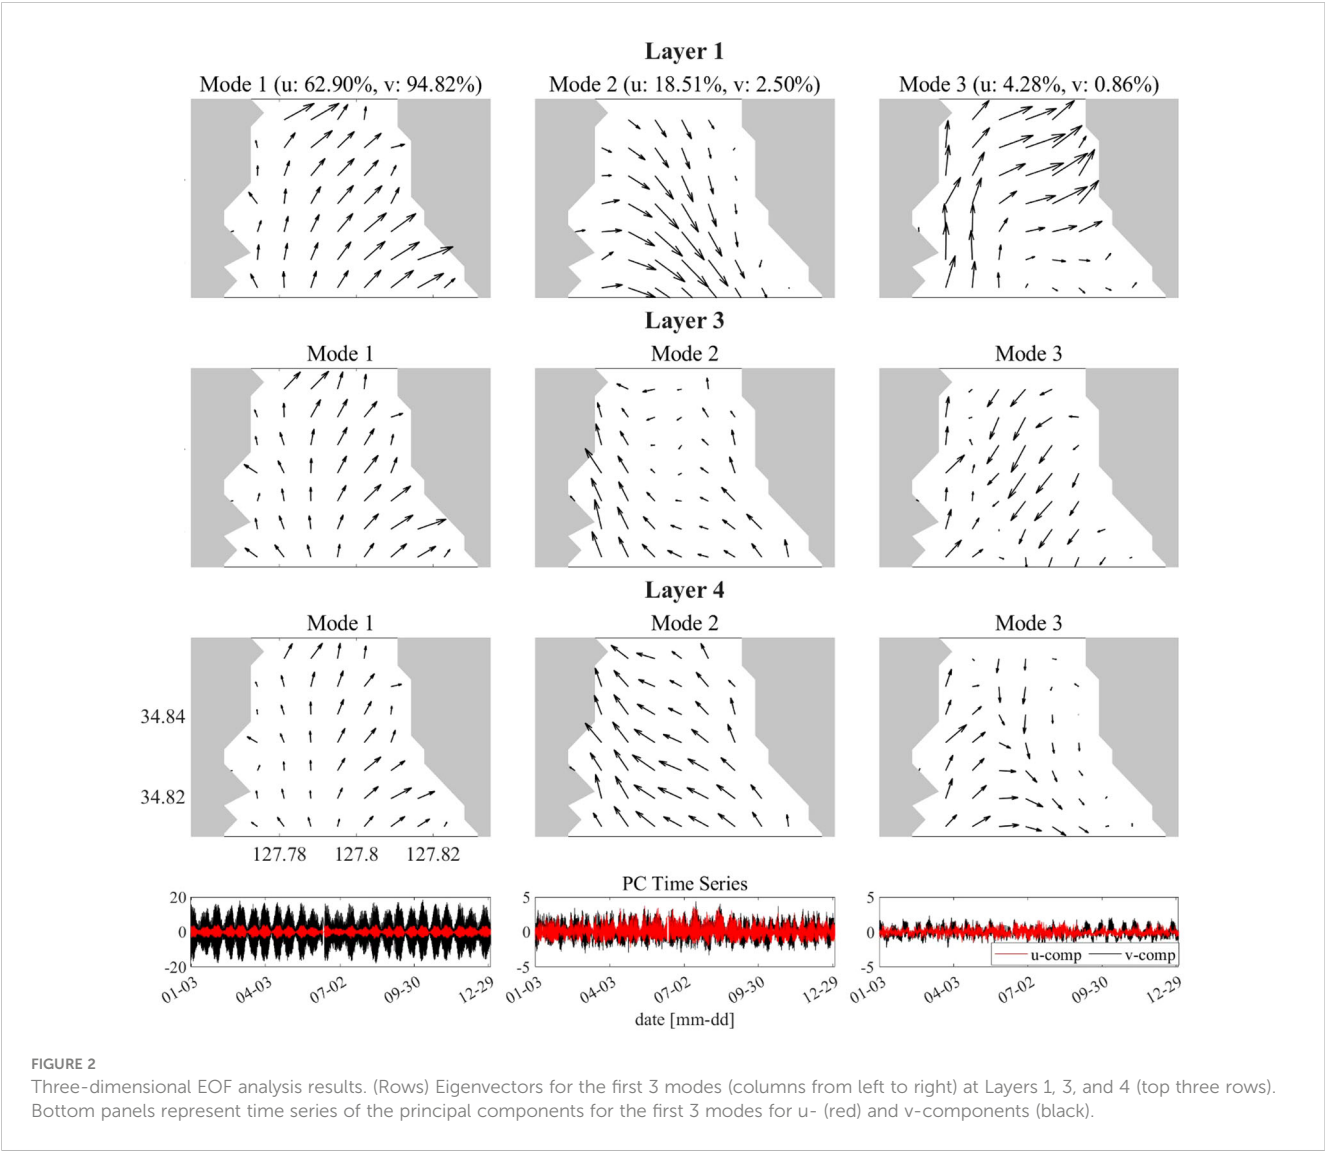 Layer 1
Mode 1 (u: 62.90%, v: 94.82%)
Mode 2 (u: 18.51%, v: 2.50%)
Mode 3 (u: 4.28%, v: 0.86%)
Layer 3
Mode 1
Mode 2
Mode 3
Layer 4
Mode 1
Mode 2
Mode 3
34.84
34.82
127.78
127.8
127.82
PC Time Series
20
0
-20
5
0
-5
5
0
-5
u-comp
v-comp
01-03
04-03
07-02
09-30
12-29
01-03
04-03
07-02
09-30
12-29
01-03
04-03
07-02
09-30
12-29
date [mm-dd]
FIGURE 2
Three-dimensional EOF analysis results. (Rows) Eigenvectors for the first 3 modes (columns from left to right) at Layers 1, 3, and 4 (top three rows).
Bottom panels represent time series of the principal components for the first 3 modes for u- (red) and v-components (black).